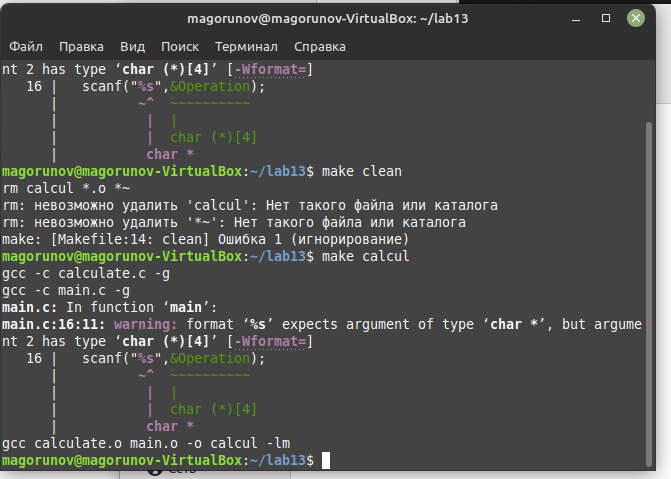 magorunov@magorunov-VirtualBox: ~/lab13
Файл Правка Вид Поиск Терминал Справка
nt 2 has type ‘char (*)[4]’ [-Wformat=]
16 | scanf("%s",&Operation);
| ~^ ~~~~~~~~~~
| | |
| | char (*)[4]
| char *
magorunov@magorunov-VirtualBox:~/lab13$ make clean
rm calcul *.o *~
rm: невозможно удалить 'calcul': Нет такого файла или каталога
rm: невозможно удалить '*~': Нет такого файла или каталога
make: [Makefile:14: clean] Ошибка 1 (игнорирование)
magorunov@magorunov-VirtualBox:~/lab13$ make calcul
gcc -c calculate.c -g
gcc -c main.c -g
main.c: In function ‘main’:
main.c:16:11: warning: format ‘%s’ expects argument of type ‘char *’, but argume
nt 2 has type ‘char (*)[4]’ [-Wformat=]
16 | scanf("%s",&Operation);
| ~^ ~~~~~~~~~~
| | |
| | char (*)[4]
| char *
gcc calculate.o main.o -o calcul -lm
magorunov@magorunov-VirtualBox:~/lab13$